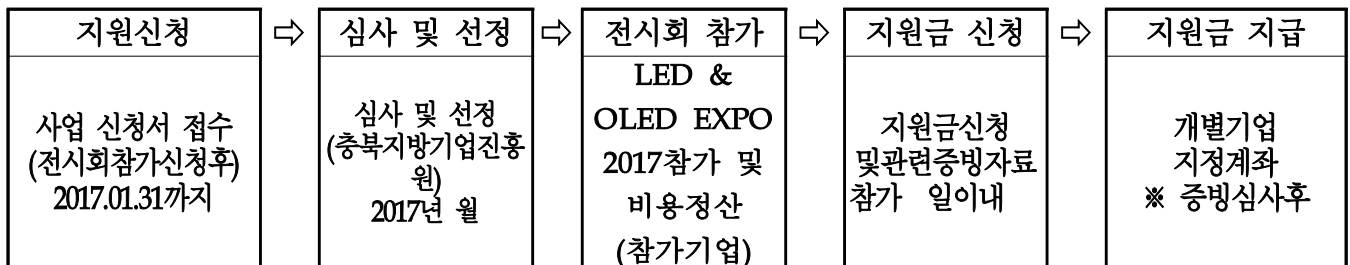 지원신청
사업 신청서 접수
(전시회참가신청후)
2017.01.31까지
⇨
심사 및 선정
심사 및 선정
(충북지방기업진흥
원)
2017년 월
⇨
전시회 참가
LED &
OLED EXPO
2017참가 및
비용정산
(참가기업)
⇨
지원금 신청
지원금신청
및관련증빙자료
참가 일이내
⇨
지원금 지급
개별기업
지정계좌
※ 증빙심사후